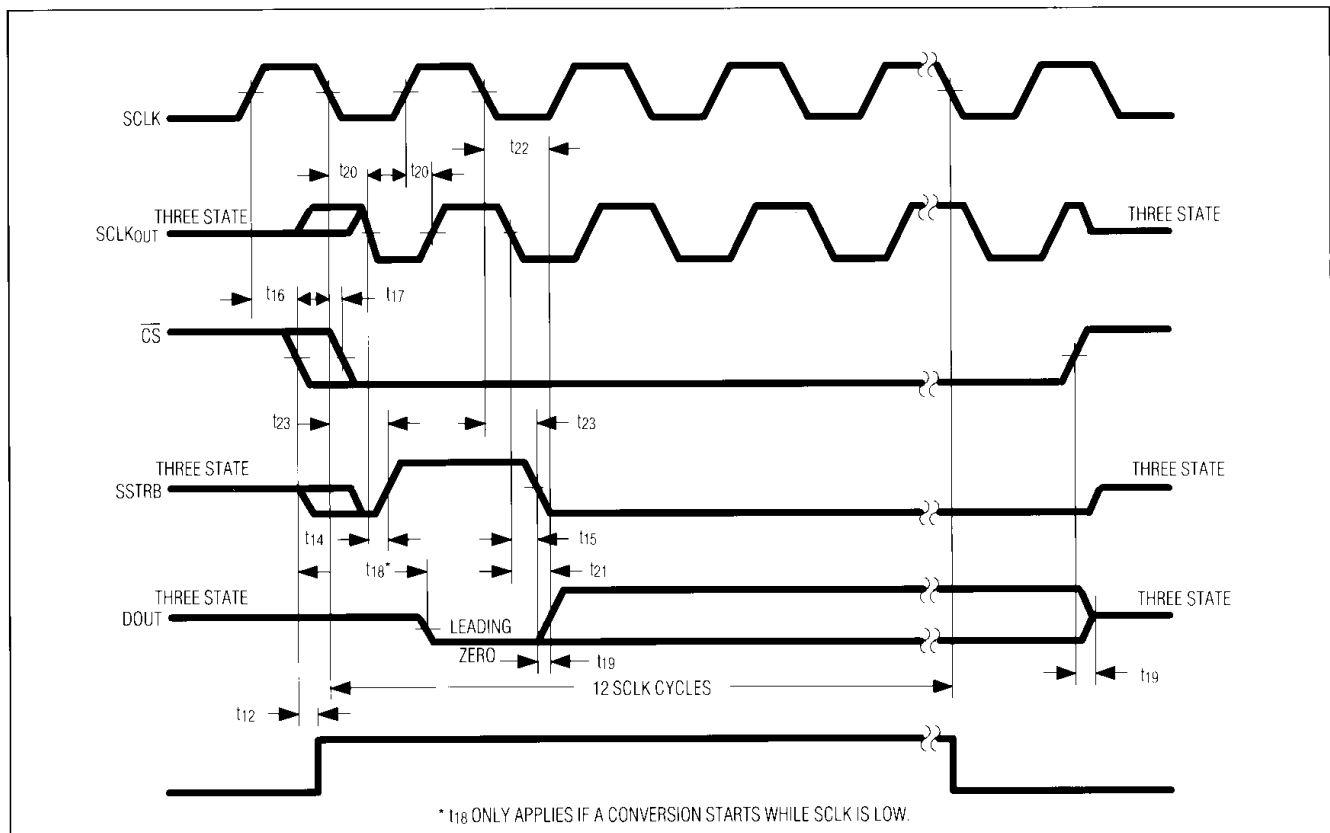 SCLK
t22
t20
t20
THREE STATE
THREE STATE
SCLKOUT
t16
t17
CS
t23
t23
THREE STATE
THREE STATE
SSTRB
t14
t15
t18*
t21
THREE STATE
THREE STATE
DOUT
LEADING
ZERO
t19
t19
12 SCLK CYCLES
t12
* t18 ONLY APPLIES IF A CONVERSION STARTS WHILE SCLK IS LOW.